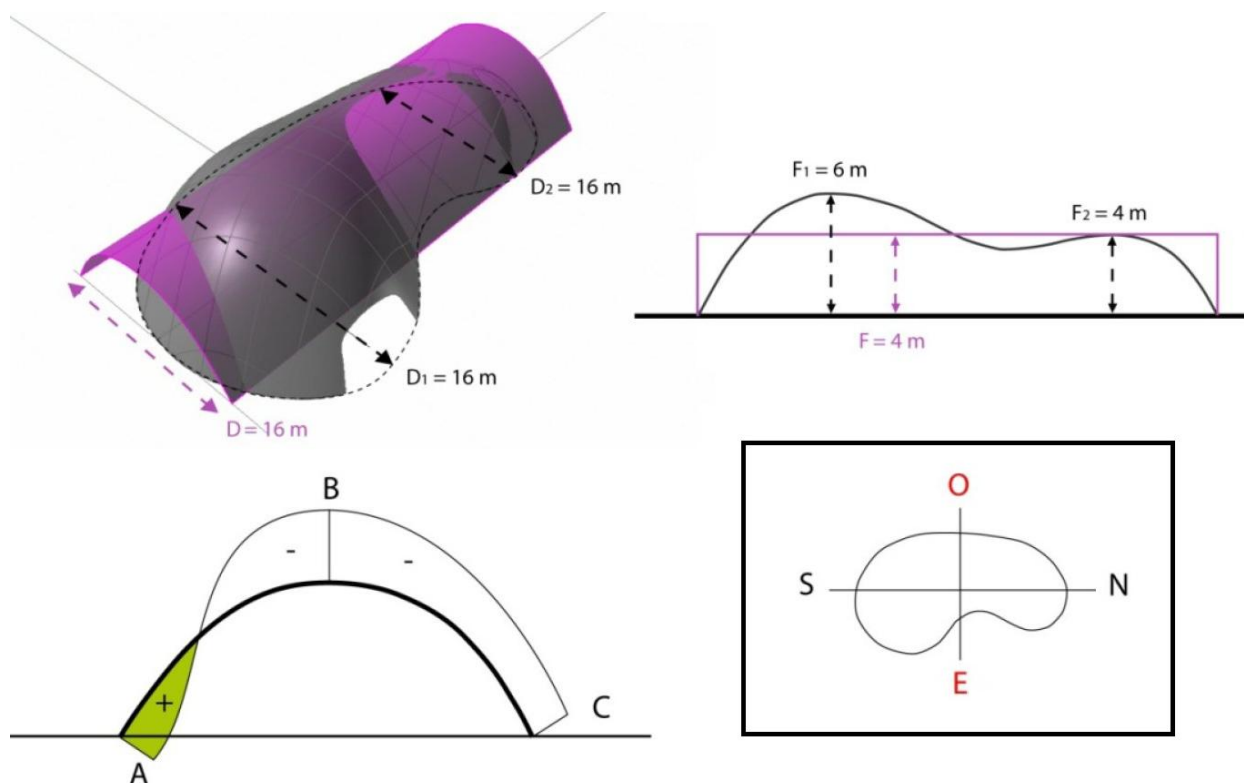 D₂ = 16 m
D₁ = 16 m
D = 16 m
F₁ = 6 m
F₂ = 4 m
F = 4 m
B
-
-
+
A
C
O
S
N
E